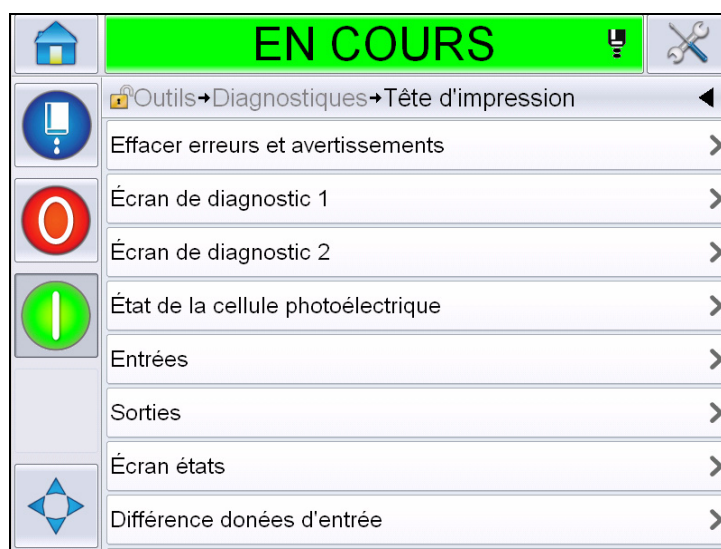 EN COURS
Outils→Diagnostiques→Tête d'impression
Effacer erreurs et avertissements
Écran de diagnostic 1
Écran de diagnostic 2
État de la cellule photoélectrique
Entrées
Sorties
Écran états
Différence donées d'entrée